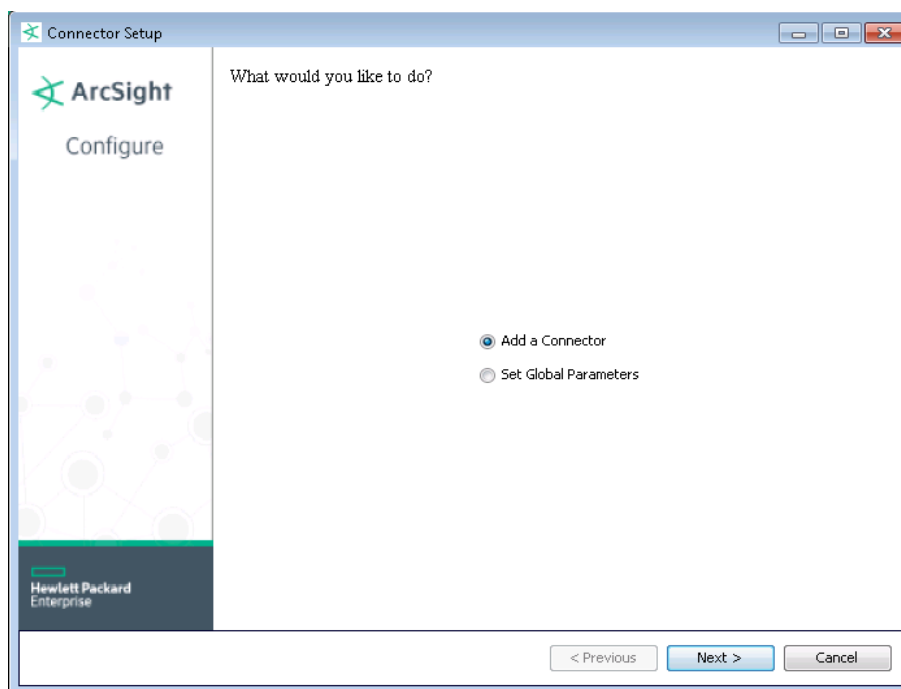 Connector Setup
ArcSight
Configure
What would you like to do?
Add a Connector
Set Global Parameters
Hewlett Packard
Enterprise
< Previous
Next >
Cancel